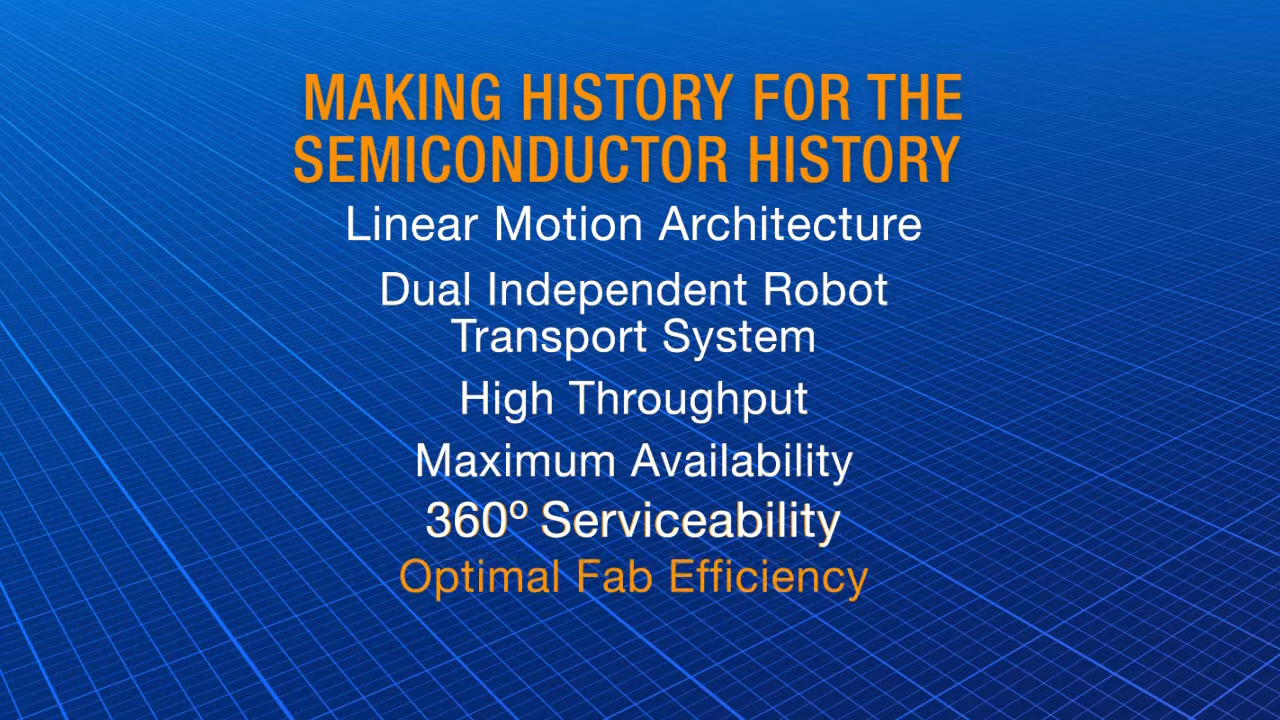 MAKING HISTORY FOR THE
SEMICONDUCTOR HISTORY
Linear Motion Architecture
Dual Independent Robot
Transport System
High Throughput
Maximum Availability
360º Serviceability
Optimal Fab Efficiency